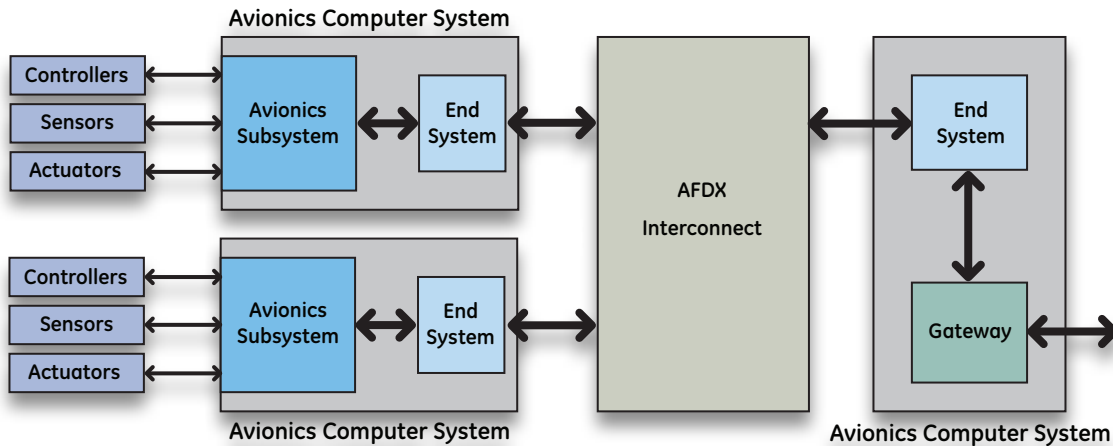 Avionics Computer System
Controllers
Sensors
Actuators
Avionics
Subsystem
End
System
Controllers
Sensors
Actuators
Avionics
Subsystem
End
System
Avionics Computer System
AFDX
Interconnect
End
System
Gateway
Avionics Computer System